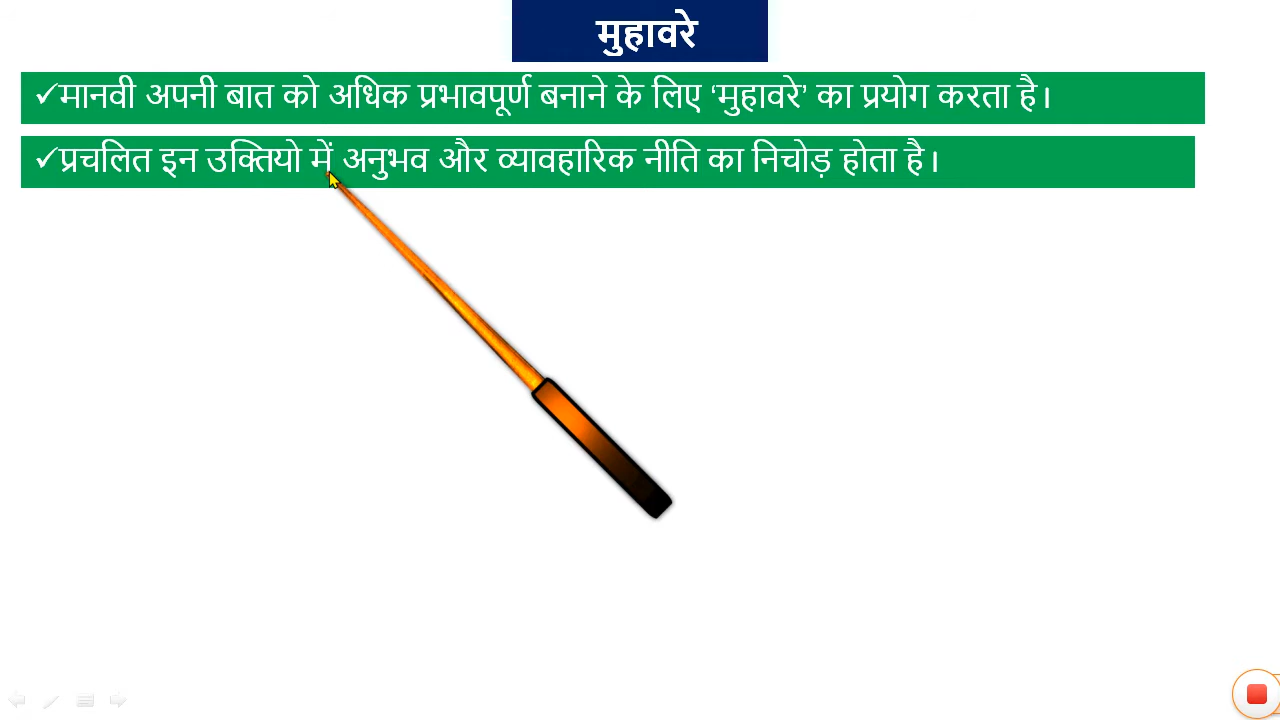 मुहावरे
✓मानवी अपनी बात को अधिक प्रभावपूर्ण बनाने के लिए ‘मुहावरे’ का प्रयोग करता है।
✓प्रचलित इन उक्तियो में अनुभव और व्यावहारिक नीति का निचोड़ होता है।